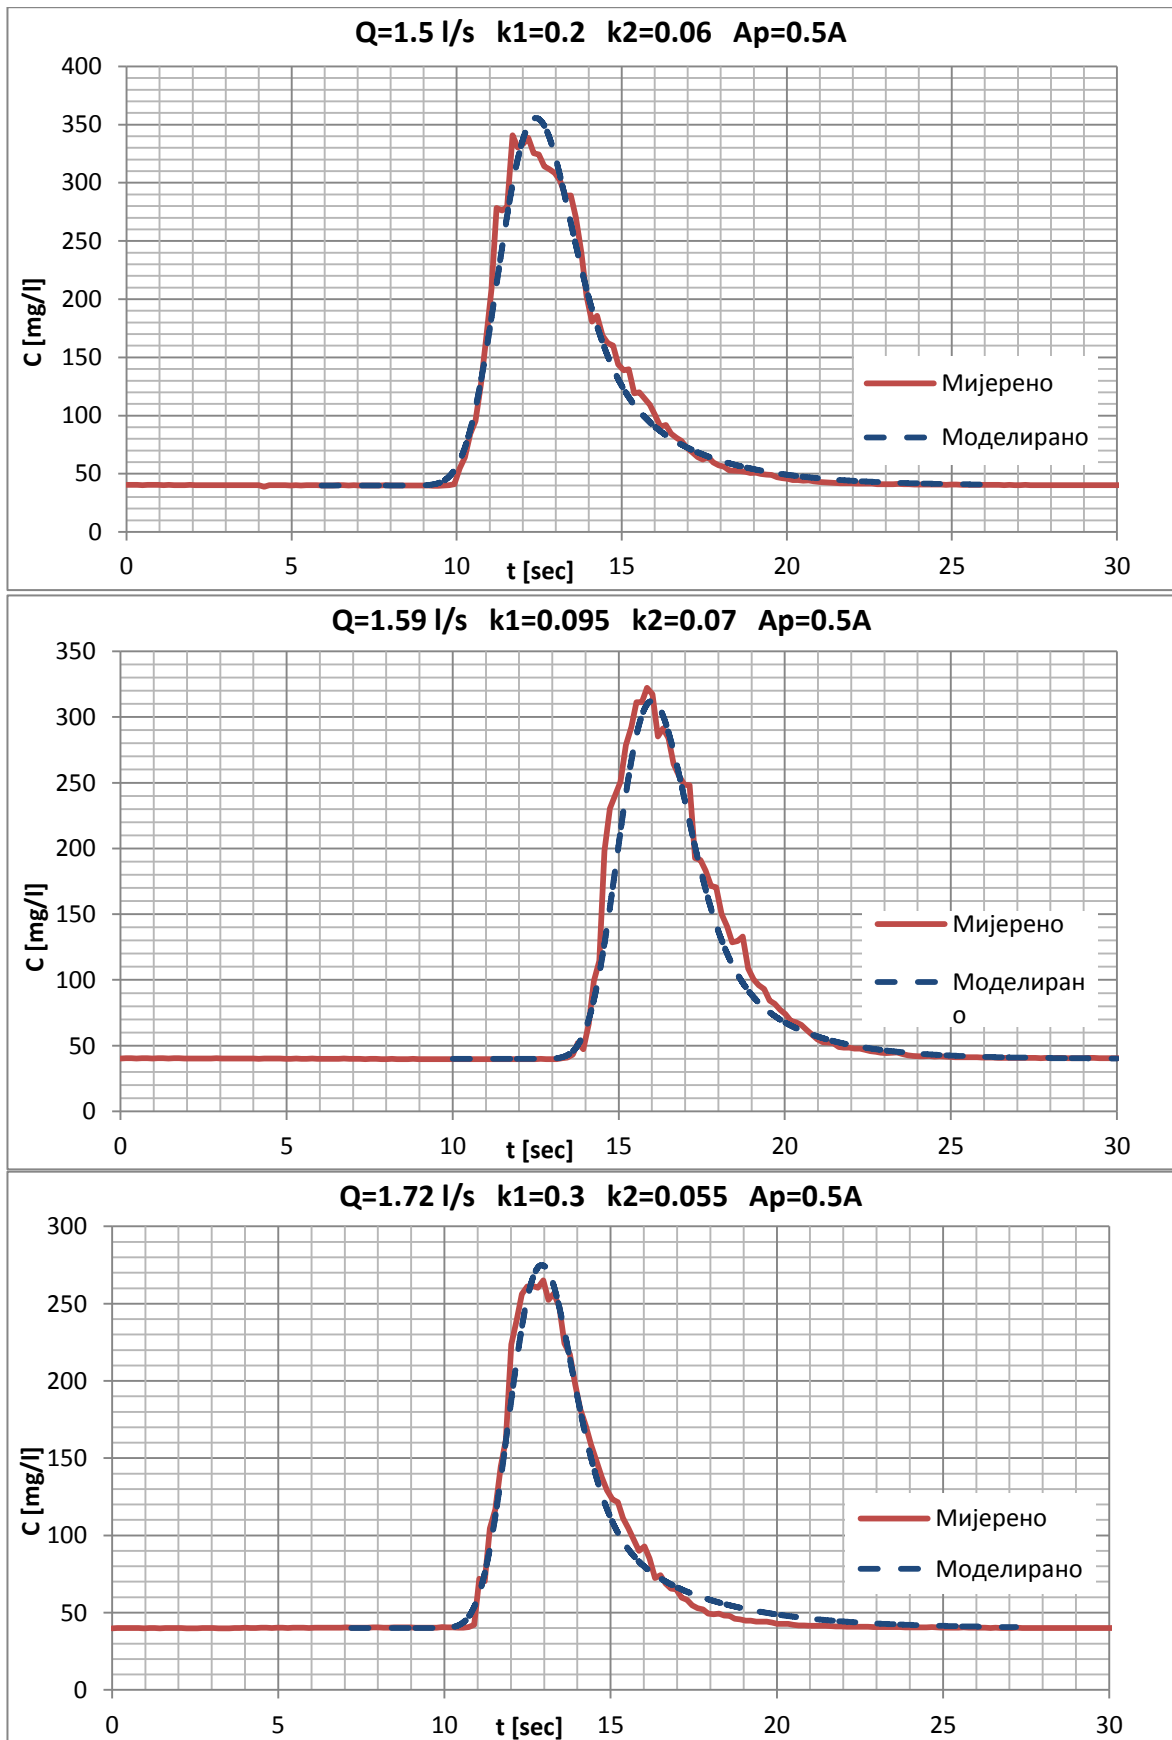 Q=1.5 l/s k1=0.2 k2=0.06 Ap=0.5A
400
350
300
250
200
150
100
50
0
C [mg/l]
Мијерено
Моделирано
0 5 10 15 20 25 30
t [sec]
Q=1.59 l/s k1=0.095 k2=0.07 Ap=0.5A
350
300
250
200
150
100
50
0
C [mg/l]
Мијерено
Моделиран
о
0 5 10 15 20 25 30
t [sec]
Q=1.72 l/s k1=0.3 k2=0.055 Ap=0.5A
300
250
200
150
100
50
0
C [mg/l]
Мијерено
Моделирано
0 5 10 15 20 25 30
t [sec]